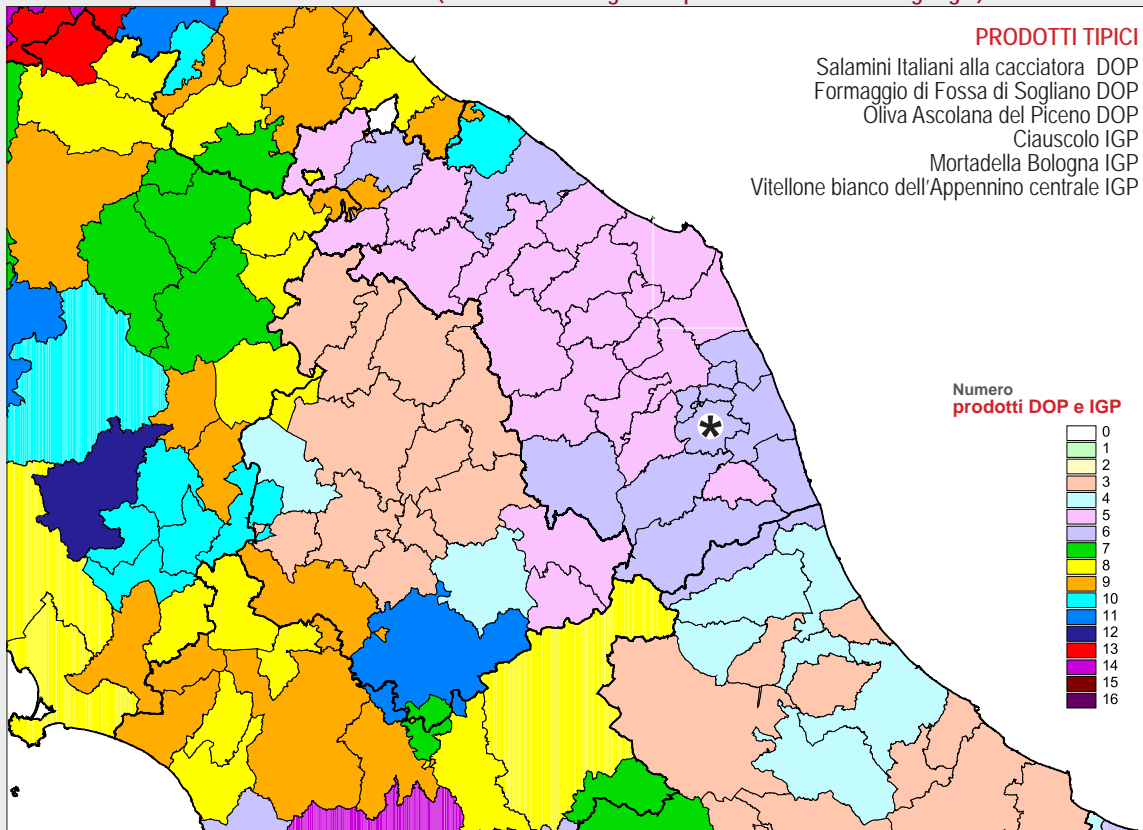 PRODOTTI TIPICI
Salamini Italiani alla cacciatora DOP
Formaggio di Fossa di Sogliano DOP
Oliva Ascolana del Piceno DOP
Ciauscolo IGP
Mortadella Bologna IGP
Vitellone bianco dell'Appennino centrale IGP
Numero
prodotti DOP e IGP
0
1
2
3
4
5
6
7
8
9
10
11
12
13
14
15
16
*